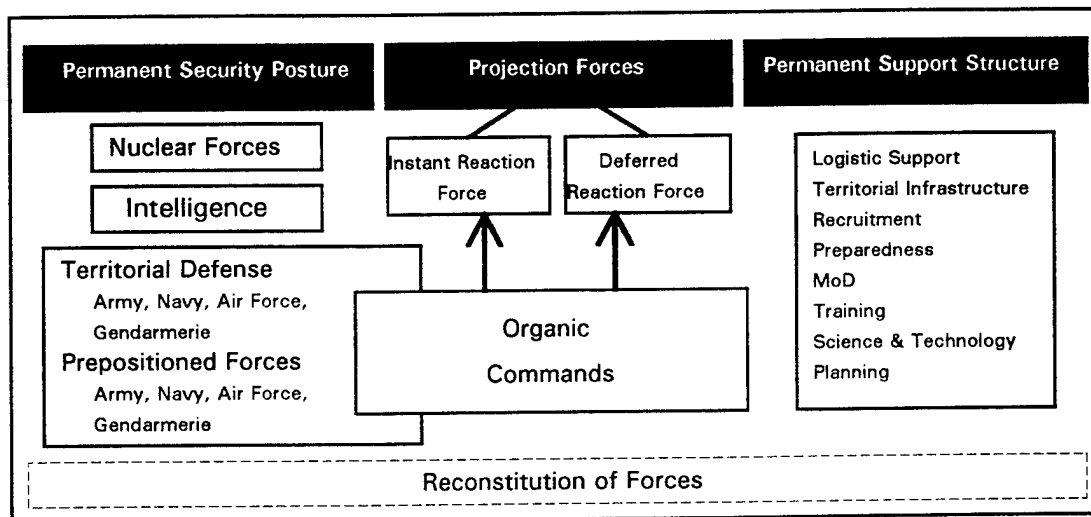 Permanent Security Posture
Projection Forces
Permanent Support Structure
Nuclear Forces
Intelligence
Territorial Defense
Army, Navy, Air Force,
Gendarmerie
Prepositioned Forces
Army, Navy, Air Force,
Gendarmerie
Instant Reaction
Force
Deferred
Reaction Force
Organic
Commands
Logistic Support
Territorial Infrastructure
Recruitment
Preparedness
MoD
Training
Science & Technology
Planning
Reconstitution of Forces